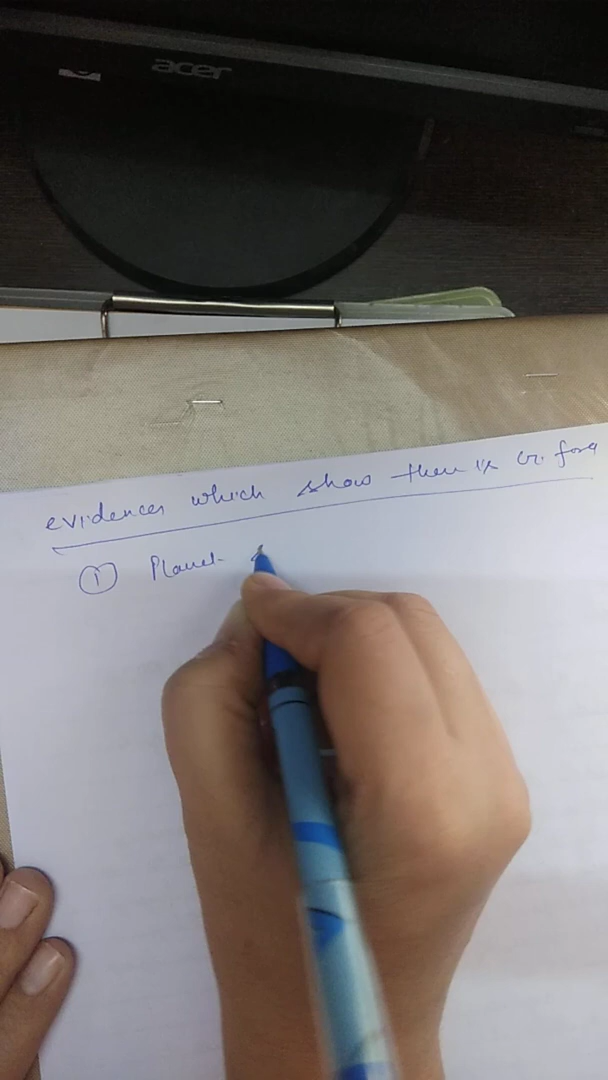 acer
evidences which show there is Gr. force
① Planet